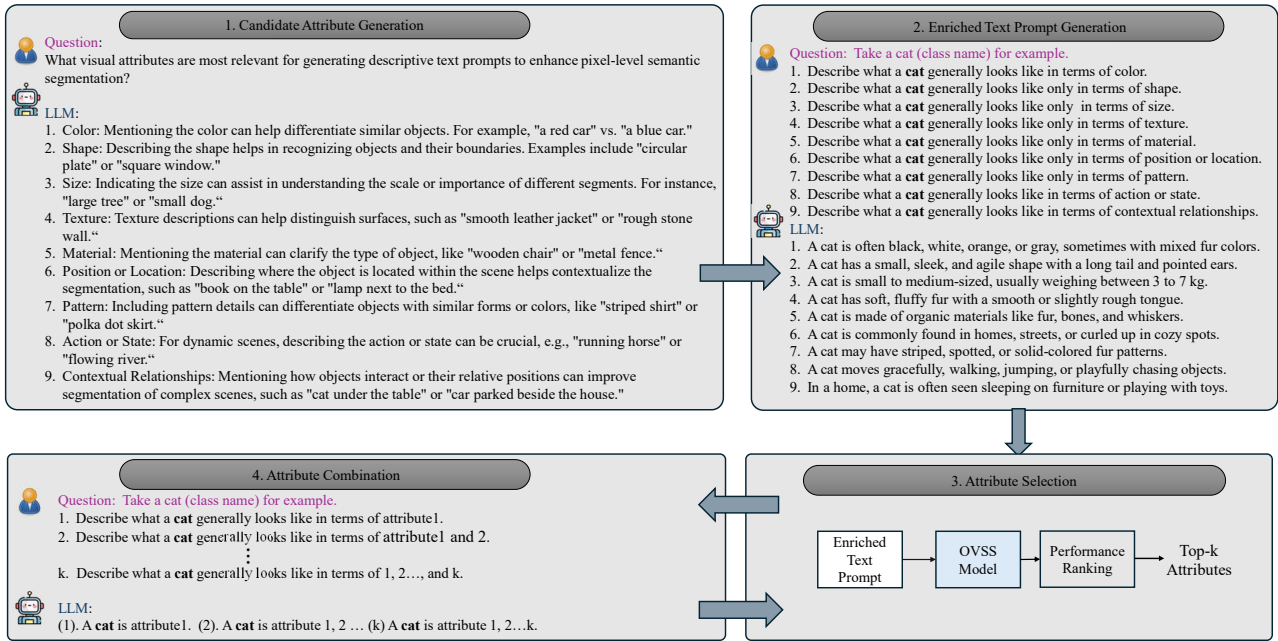 1. Candidate Attribute Generation
Question:
What visual attributes are most relevant for generating descriptive text prompts to enhance pixel-level semantic
segmentation?
LLM:
1. Color: Mentioning the color can help differentiate similar objects. For example, "a red car" vs. "a blue car."
2. Shape: Describing the shape helps in recognizing objects and their boundaries. Examples include "circular
plate" or "square window."
3. Size: Indicating the size can assist in understanding the scale or importance of different segments. For instance,
"large tree" or "small dog.“
4. Texture: Texture descriptions can help distinguish surfaces, such as "smooth leather jacket" or "rough stone
wall.“
5. Material: Mentioning the material can clarify the type of object, like "wooden chair" or "metal fence.“
6. Position or Location: Describing where the object is located within the scene helps contextualize the
segmentation, such as "book on the table" or "lamp next to the bed."
7. Pattern: Including pattern details can differentiate objects with similar forms or colors, like "striped shirt" or
"polka dot skirt.“
8. Action or State: For dynamic scenes, describing the action or state can be crucial, e.g., "running horse" or
"flowing river.“
9. Contextual Relationships: Mentioning how objects interact or their relative positions can improve
segmentation of complex scenes, such as "cat under the table" or "car parked beside the house."
2. Enriched Text Prompt Generation
Question: Take a cat (class name) for example.
1. Describe what a cat generally looks like in terms of color.
2. Describe what a cat generally looks like only in terms of shape.
3. Describe what a cat generally looks like only in terms of size.
4. Describe what a cat generally looks like only in terms of texture.
5. Describe what a cat generally looks like only in terms of material.
6. Describe what a cat generally looks like only in terms of position or location.
7. Describe what a cat generally looks like only in terms of pattern.
8. Describe what a cat generally looks like in terms of action or state.
9. Describe what a cat generally looks like in terms of contextual relationships.
LLM:
1. A cat is often black, white, orange, or gray, sometimes with mixed fur colors.
2. A cat has a small, sleek, and agile shape with a long tail and pointed ears.
3. A cat is small to medium-sized, usually weighing between 3 to 7 kg.
4. A cat has soft, fluffy fur with a smooth or slightly rough tongue.
5. A cat is made of organic materials like fur, bones, and whiskers.
6. A cat is commonly found in homes, streets, or curled up in cozy spots.
7. A cat may have striped, spotted, or solid-colored fur patterns.
8. A cat moves gracefully, walking, jumping, or playfully chasing objects.
9. In a home, a cat is often seen sleeping on furniture or playing with toys.
4. Attribute Combination
Question: Take a cat (class name) for example.
1. Describe what a cat generally looks like in terms of attribute1.
2. Describe what a cat generally looks like in terms of attribute1 and 2.
⋮
k. Describe what a cat generally looks like in terms of 1, 2…, and k.
LLM:
(1). A cat is attribute1. (2). A cat is attribute 1, 2 … (k) A cat is attribute 1, 2…k.
3. Attribute Selection
Enriched
Text
Prompt
OVSS
Model
Performance
Ranking
Top-k
Attributes